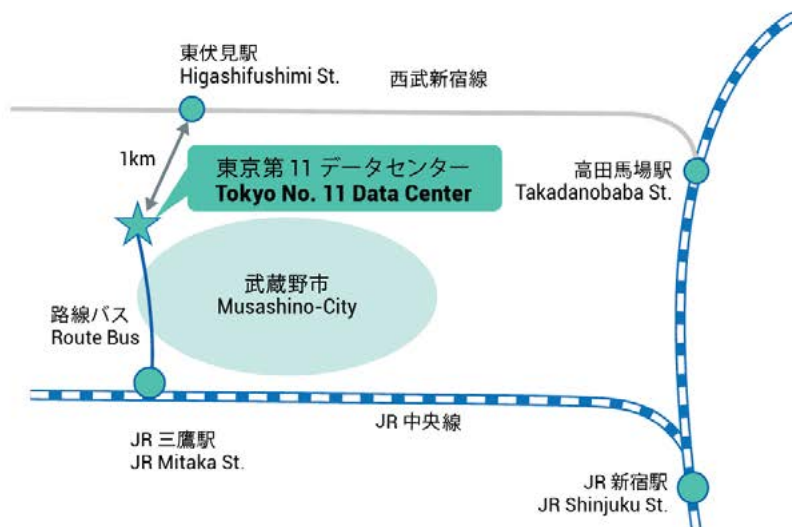 東伏見駅
Higashifushimi St.
西武新宿線
1km
東京第 11 データセンター
Tokyo No. 11 Data Center
高田馬場駅
Takadanobaba St.
武蔵野市
Musashino-City
路線バス
Route Bus
JR 中央線
JR 三鷹駅
JR Mitaka St.
JR 新宿駅
JR Shinjuku St.